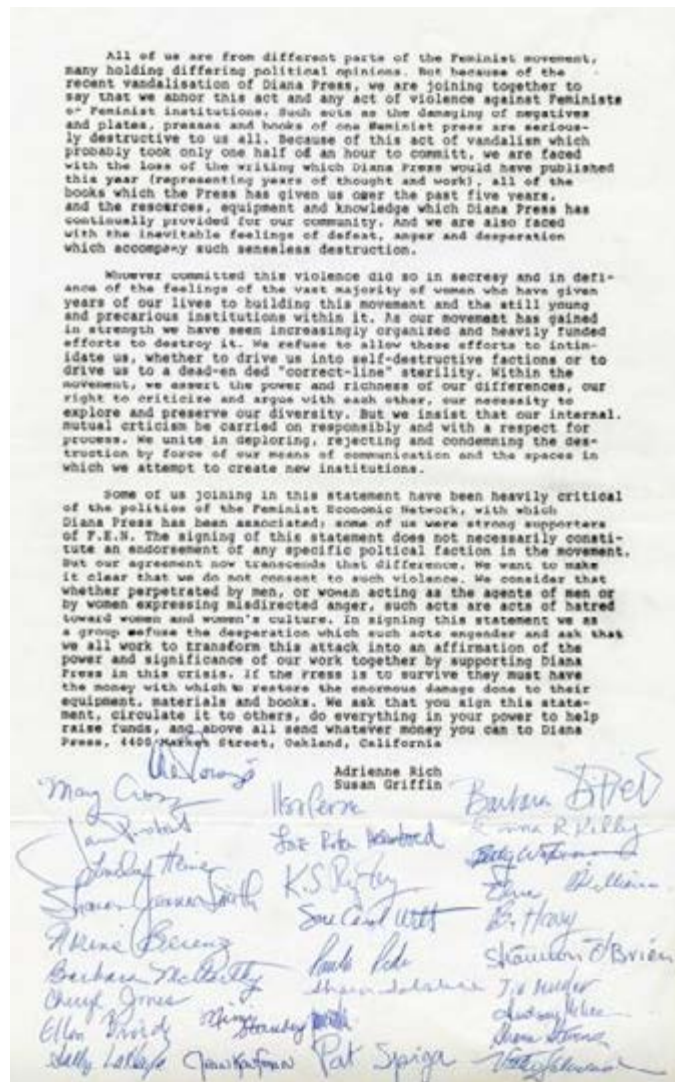 All of us are from different parts of the Feminist movement,
many holding differing political opinions. But because of the
recent vandalisation of Diana Press, we are joining together to
say that we abhor this act and any act of violence against Feminists
or Feminist institutions. Such acts as the damaging of negatives
and plates, presses and books of one Feminist press are serious-
ly destructive to us all. Because of this act of vandalism which
probably took only one half of an hour to committ, we are faced
with the loss of the writing which Diana Press would have published
this year (representing years of thought and work), all of the
books which the Press has given us over the past five years,
and the resources, equipment and knowledge which Diana Press has
continually provided for our community. And we are also faced
with the inevitable feelings of defeat, anger and desperation
which accompany such senseless destruction.
Whoever committed this violence did so in secresy and in defi-
ance of the feelings of the vast majority of women who have given
years of our lives to building this movement and the still young
and precarious institutions within it. As our movement has gained
in strength we have seen increasingly organized and heavily funded
efforts to destroy it. We refuse to allow these efforts to intim-
idate us, whether to drive us into self-destructive factions or to
drive us to a dead-en ded "correct-line" sterility. Within the
movement, we assert the power and richness of our differences, our
right to criticize and argue with each other, our necessity to
explore and preserve our diversity. But we insist that our internal.
mutual crticism be carried on responsibly and with a respect for
process. We unite in deploring, rejecting and condemning the des-
truction by force of our means of communication and the spaces in
which we attempt to create new institutions.
Some of us joining in this statement have been heavily critical
of the politics of the Feminist Economic Network, with which
Diana Press has been associated; some of us were strong supporters
of F.E.N. The signing of this statement does not necessarily consti-
tute an endorsement of any specific poltical faction in the movement.
But our agreement now transcends that difference. We want to make
it clear that we do not consent to such violence. We consider that
whether perpetrated by men, or woman acting as the agents of men or
by women expressing misdirected anger, such acts are acts of hatred
toward women and women's culture. In signing this statement we as
a group refuse the desperation which such acts engender and ask that
we all work to transform this attack into an affirmation of the
power and significance of our work together by supporting Diana
Press in this crisis. If the Press is to survive they must have
the money with which to restore the enormous damage done to their
equipment, materials and books. We ask that you sign this state-
ment, circulate it to others, do everything in your power to help
raise funds, and above all send whatever money you can to Diana
Press, 4400 Market Street, Oakland, California
Adrienne Rich
Susan Griffin
May Cross
Barbara
K.S.
Sharon Smith
Sue Carol Witt
Shannon O'Brien
Barbara McCarthy
Cheryl Jones
Ellen
Pat Spiga
Sally